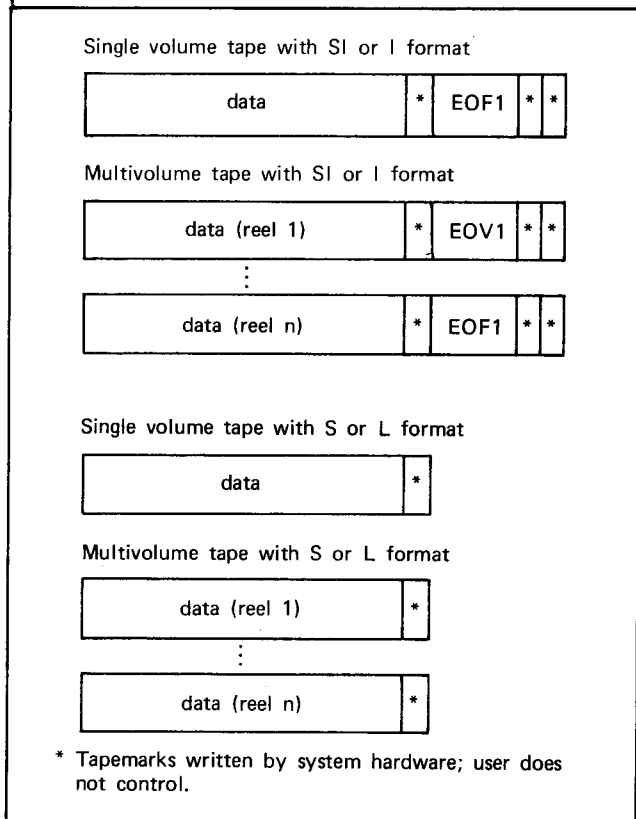 Single volume tape with SI or I format
data * EOF1 * *
Multivolume tape with SI or I format
data (reel 1) * EOV1 * *
data (reel n) * EOF1 * *
Single volume tape with S or L format
data *
Multivolume tape with S or L format
data (reel 1) *
data (reel n) *
* Tapemarks written by system hardware; user does
not control.